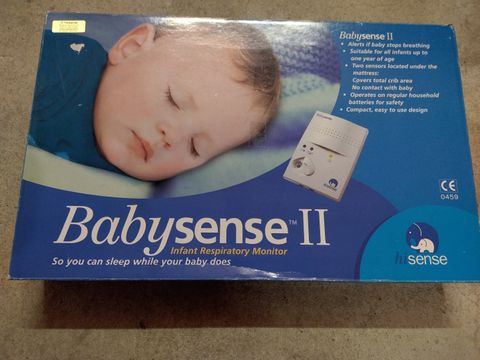 Babysense II
• Alerts if baby stops breathing
• Suitable for all infants up to
one year of age
• Two sensors located under the
mattress:
Covers total crib area
No contact with baby
• Operates on regular household
batteries for safety
• Compact, easy to use design
CE
0459
Babysense™ II
Infant Respiratory Monitor
So you can sleep while your baby does
hisense